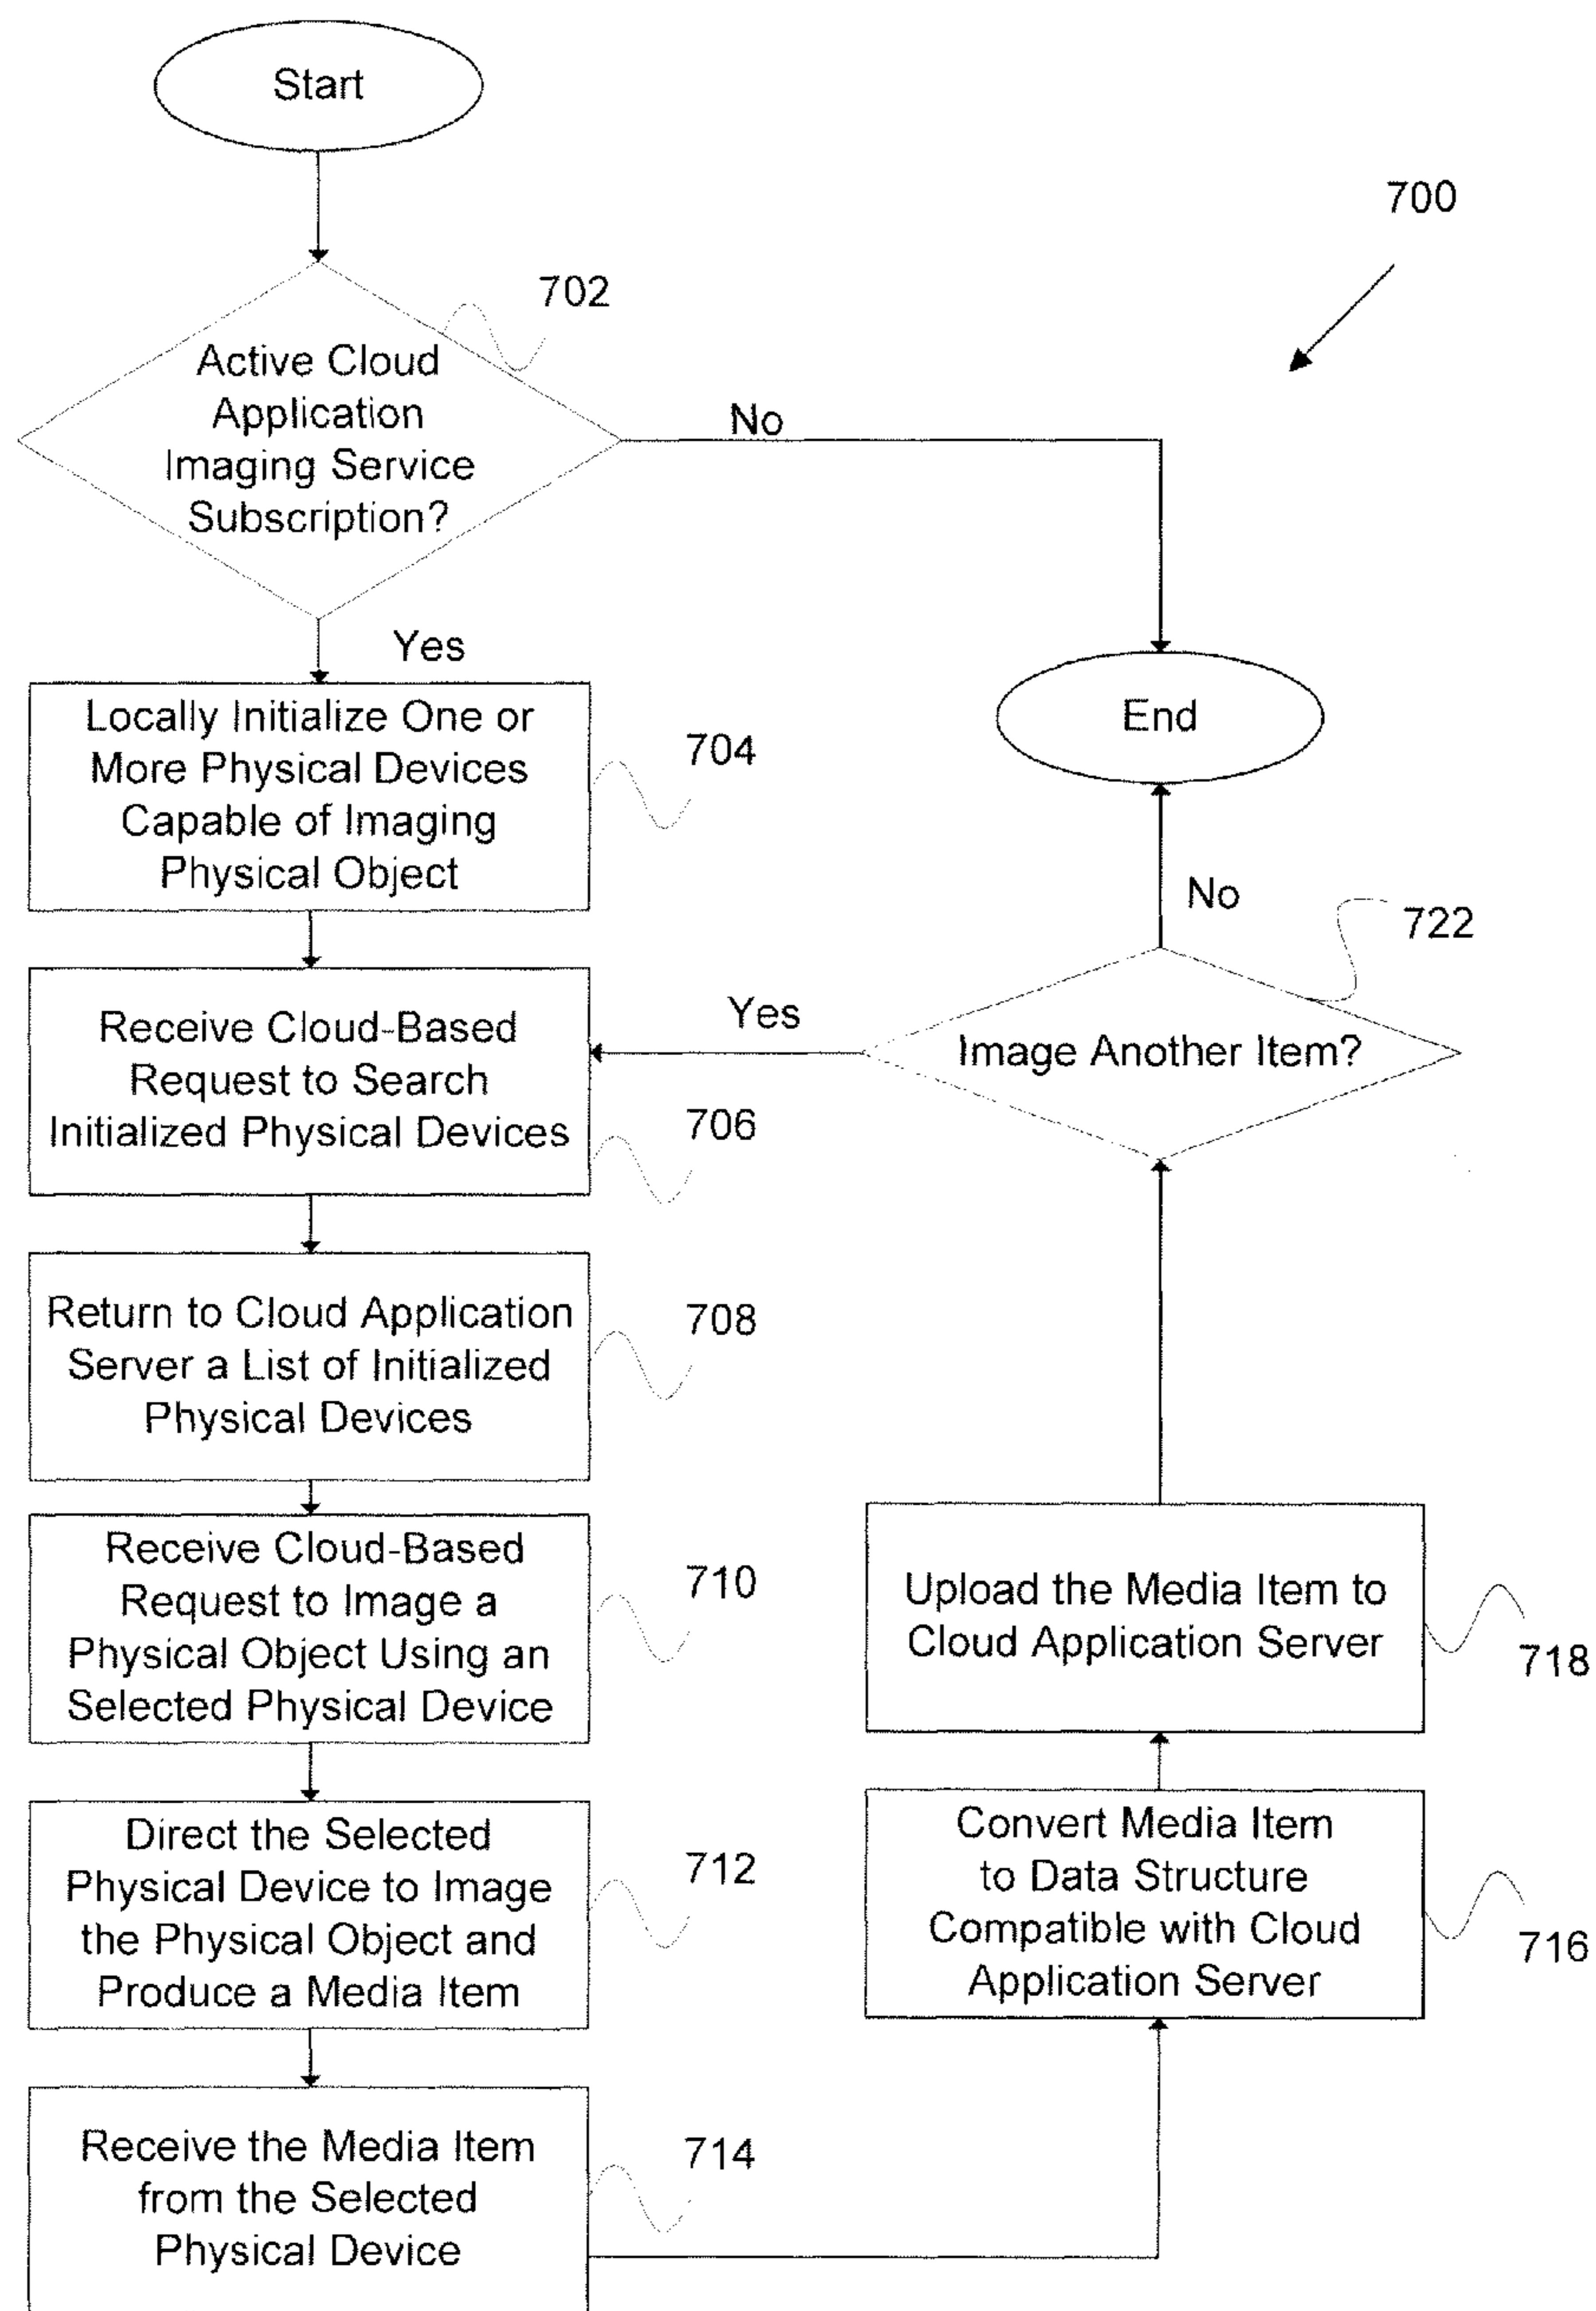 Start
700
702
Active Cloud
Application
Imaging Service
Subscription?
No
Yes
Locally Initialize One or
More Physical Devices
Capable of Imaging
Physical Object
704
End
No
722
Receive Cloud-Based
Request to Search
Initialized Physical Devices
706
Yes
Image Another Item?
Return to Cloud Application
Server a List of Initialized
Physical Devices
708
Receive Cloud-Based
Request to Image a
Physical Object Using an
Selected Physical Device
710
Upload the Media Item to
Cloud Application Server
718
Direct the Selected
Physical Device to Image
the Physical Object and
Produce a Media Item
712
Convert Media Item
to Data Structure
Compatible with Cloud
Application Server
716
Receive the Media Item
from the Selected
Physical Device
714